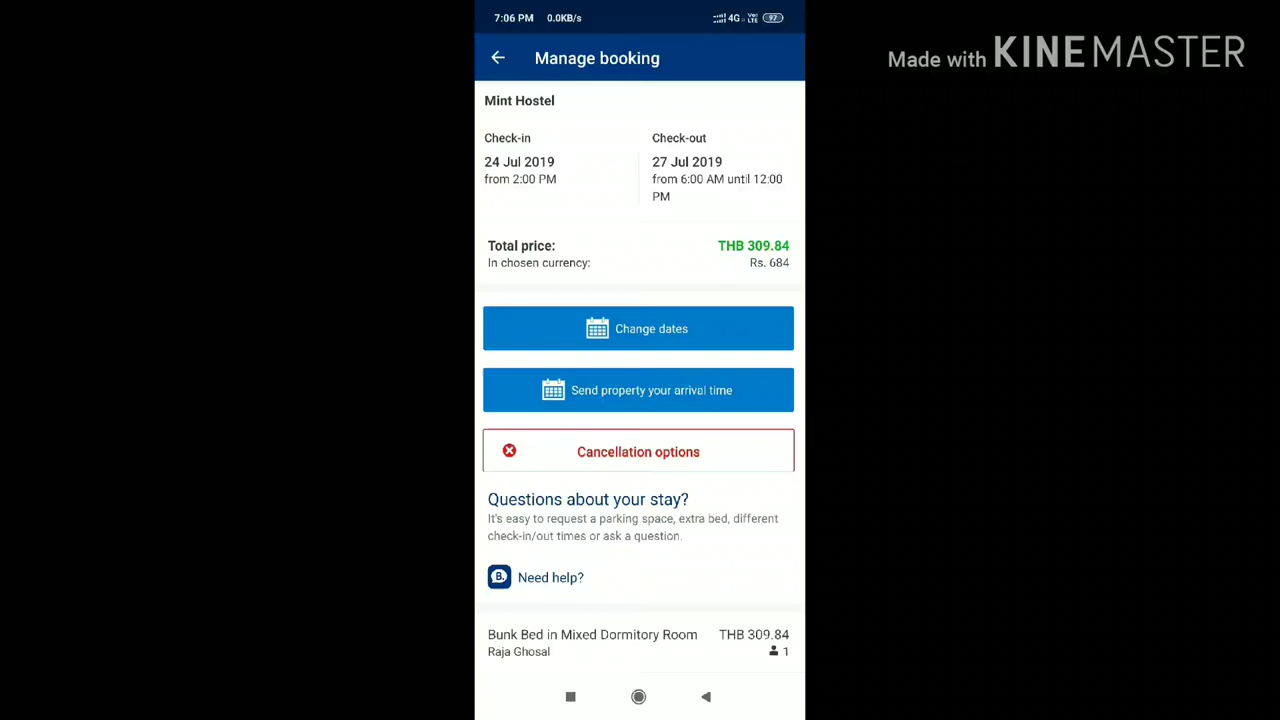 7:06 PM 0.0KB/s 4G Vo LTE 97
Made with KINEMASTER
Manage booking
Mint Hostel
Check-in
Check-out
24 Jul 2019
27 Jul 2019
from 2:00 PM
from 6:00 AM until 12:00
PM
Total price:
THB 309.84
In chosen currency:
Rs. 684
Change dates
Send property your arrival time
Cancellation options
Questions about your stay?
It's easy to request a parking space, extra bed, different
check-in/out times or ask a question.
B.
Need help?
Bunk Bed in Mixed Dormitory Room
THB 309.84
Raja Ghosal
1